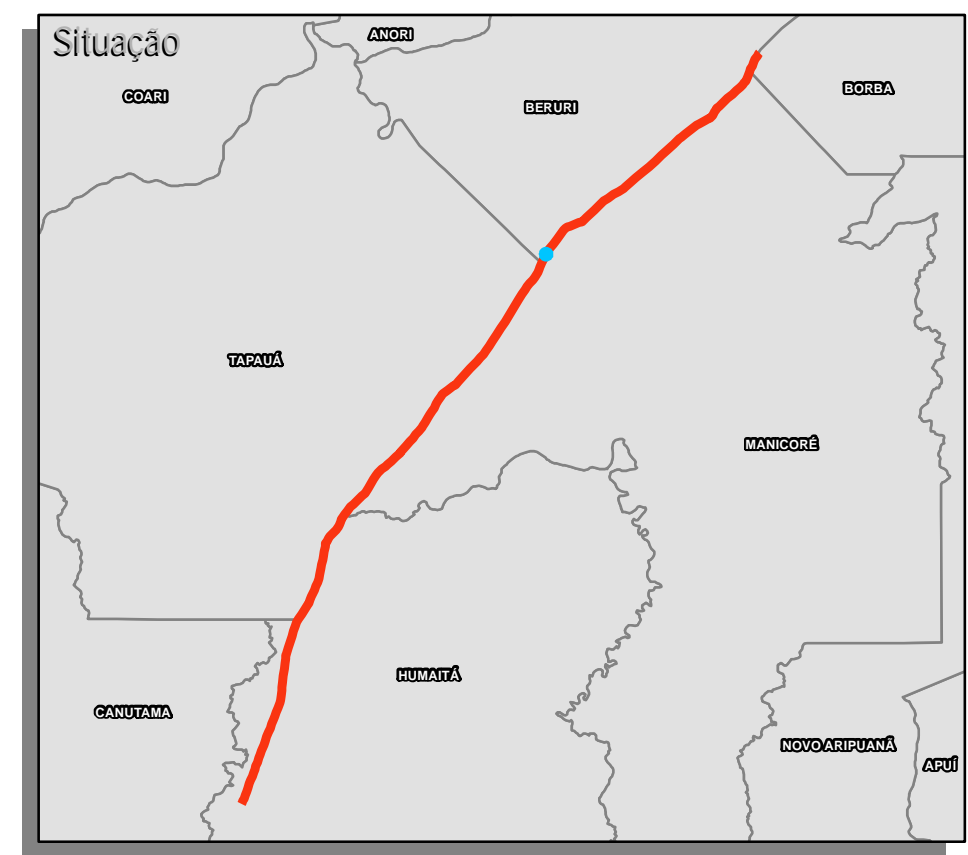 Situação
ANORI
COARI
BORBA
BERURI
TAPAUÁ
MANICORÉ
HUMAITÁ
CANUTAMA
NOVO ARIPUANÃ
APUÍ